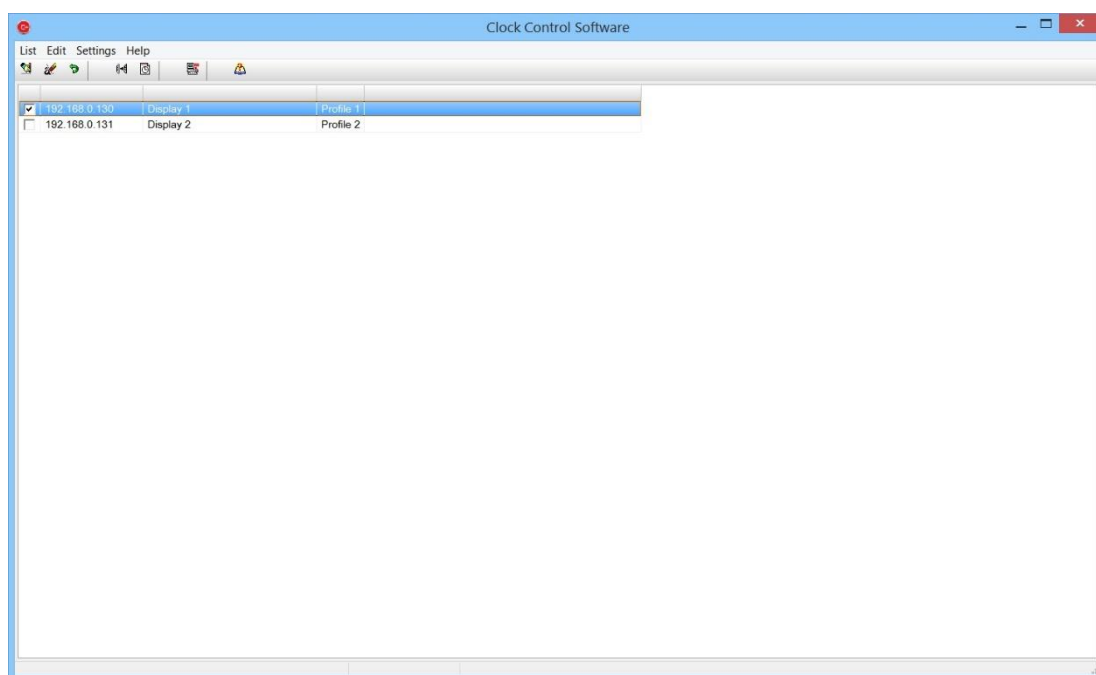 Clock Control Software
List Edit Settings Help
192.168.0.130 Display 1 Profile 1
192.168.0.131 Display 2 Profile 2